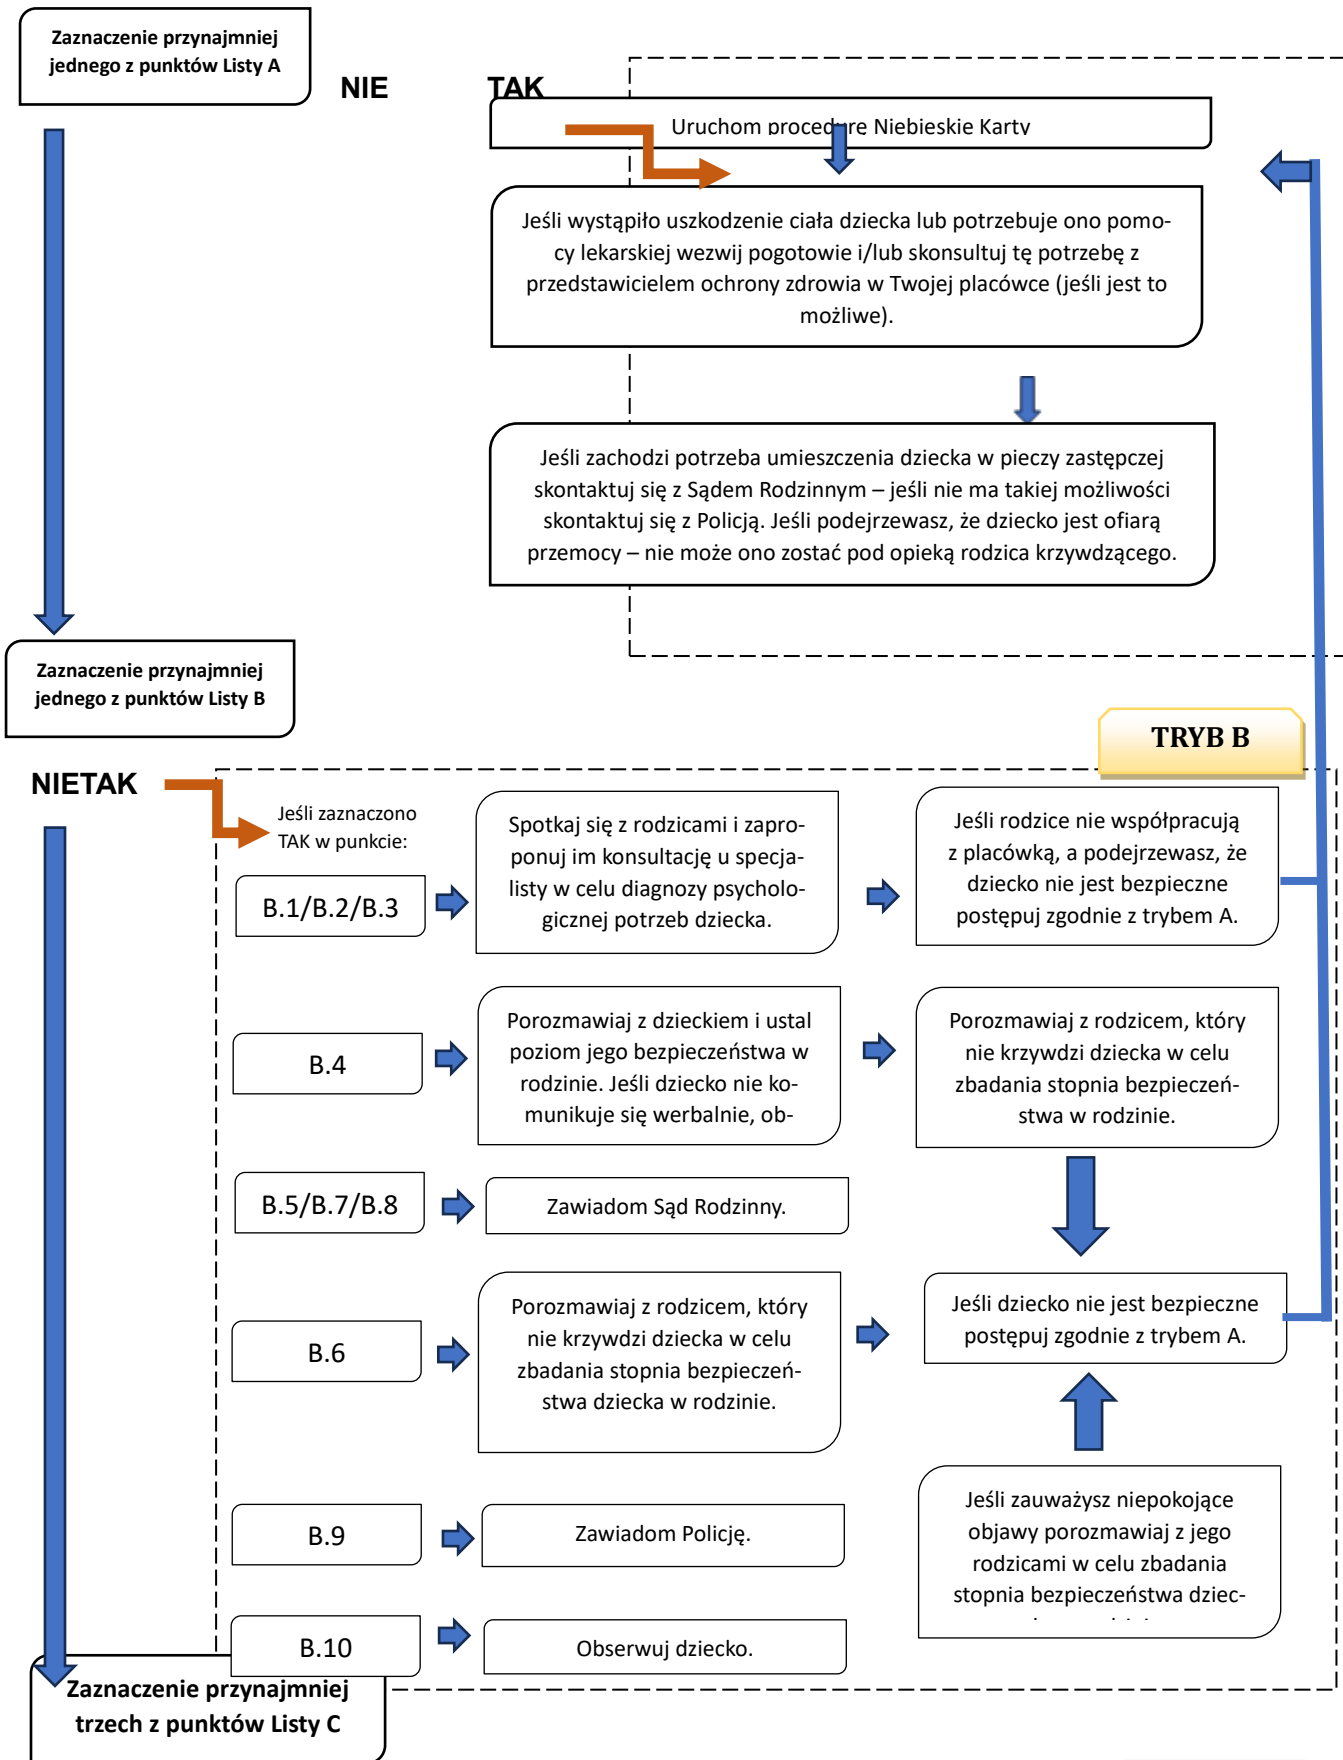 Zaznaczenie przynajmniej
jednego z punktów Listy A
NIE
TAK
Uruchom procedurę Niebieskie Karty
Jeśli wystąpiło uszkodzenie ciała dziecka lub potrzebuje ono pomo-
cy lekarskiej wezwij pogotowie i/lub skonsultuj tę potrzebę z
przedstawicielem ochrony zdrowia w Twojej placówce (jeśli jest to
możliwe).
Jeśli zachodzi potrzeba umieszczenia dziecka w pieczy zastępczej
skontaktuj się z Sądem Rodzinnym – jeśli nie ma takiej możliwości
skontaktuj się z Policją. Jeśli podejrzewasz, że dziecko jest ofiarą
przemocy – nie może ono zostać pod opieką rodzica krzywdzącego.
Zaznaczenie przynajmniej
jednego z punktów Listy B
TRYB B
NIETAK
Jeśli zaznaczono
TAK w punkcie:
B.1/B.2/B.3
Spotkaj się z rodzicami i zapro-
ponuj im konsultację u specja-
listy w celu diagnozy psycholo-
gicznej potrzeb dziecka.
Jeśli rodzice nie współpracują
z placówką, a podejrzewasz, że
dziecko nie jest bezpieczne
postępuj zgodnie z trybem A.
B.4
Porozmawiaj z dzieckiem i ustal
poziom jego bezpieczeństwa w
rodzinie. Jeśli dziecko nie ko-
munikuje się werbalnie, ob-
Porozmawiaj z rodzicem, który
nie krzywdzi dziecka w celu
zbadania stopnia bezpieczeń-
stwa w rodzinie.
B.5/B.7/B.8
Zawiadom Sąd Rodzinny.
B.6
Porozmawiaj z rodzicem, który
nie krzywdzi dziecka w celu
zbadania stopnia bezpieczeń-
stwa dziecka w rodzinie.
Jeśli dziecko nie jest bezpieczne
postępuj zgodnie z trybem A.
B.9
Zawiadom Policję.
Jeśli zauważysz niepokojące
objawy porozmawiaj z jego
rodzicami w celu zbadania
stopnia bezpieczeństwa dziec-
B.10
Obserwuj dziecko.
Zaznaczenie przynajmniej
trzech z punktów Listy C